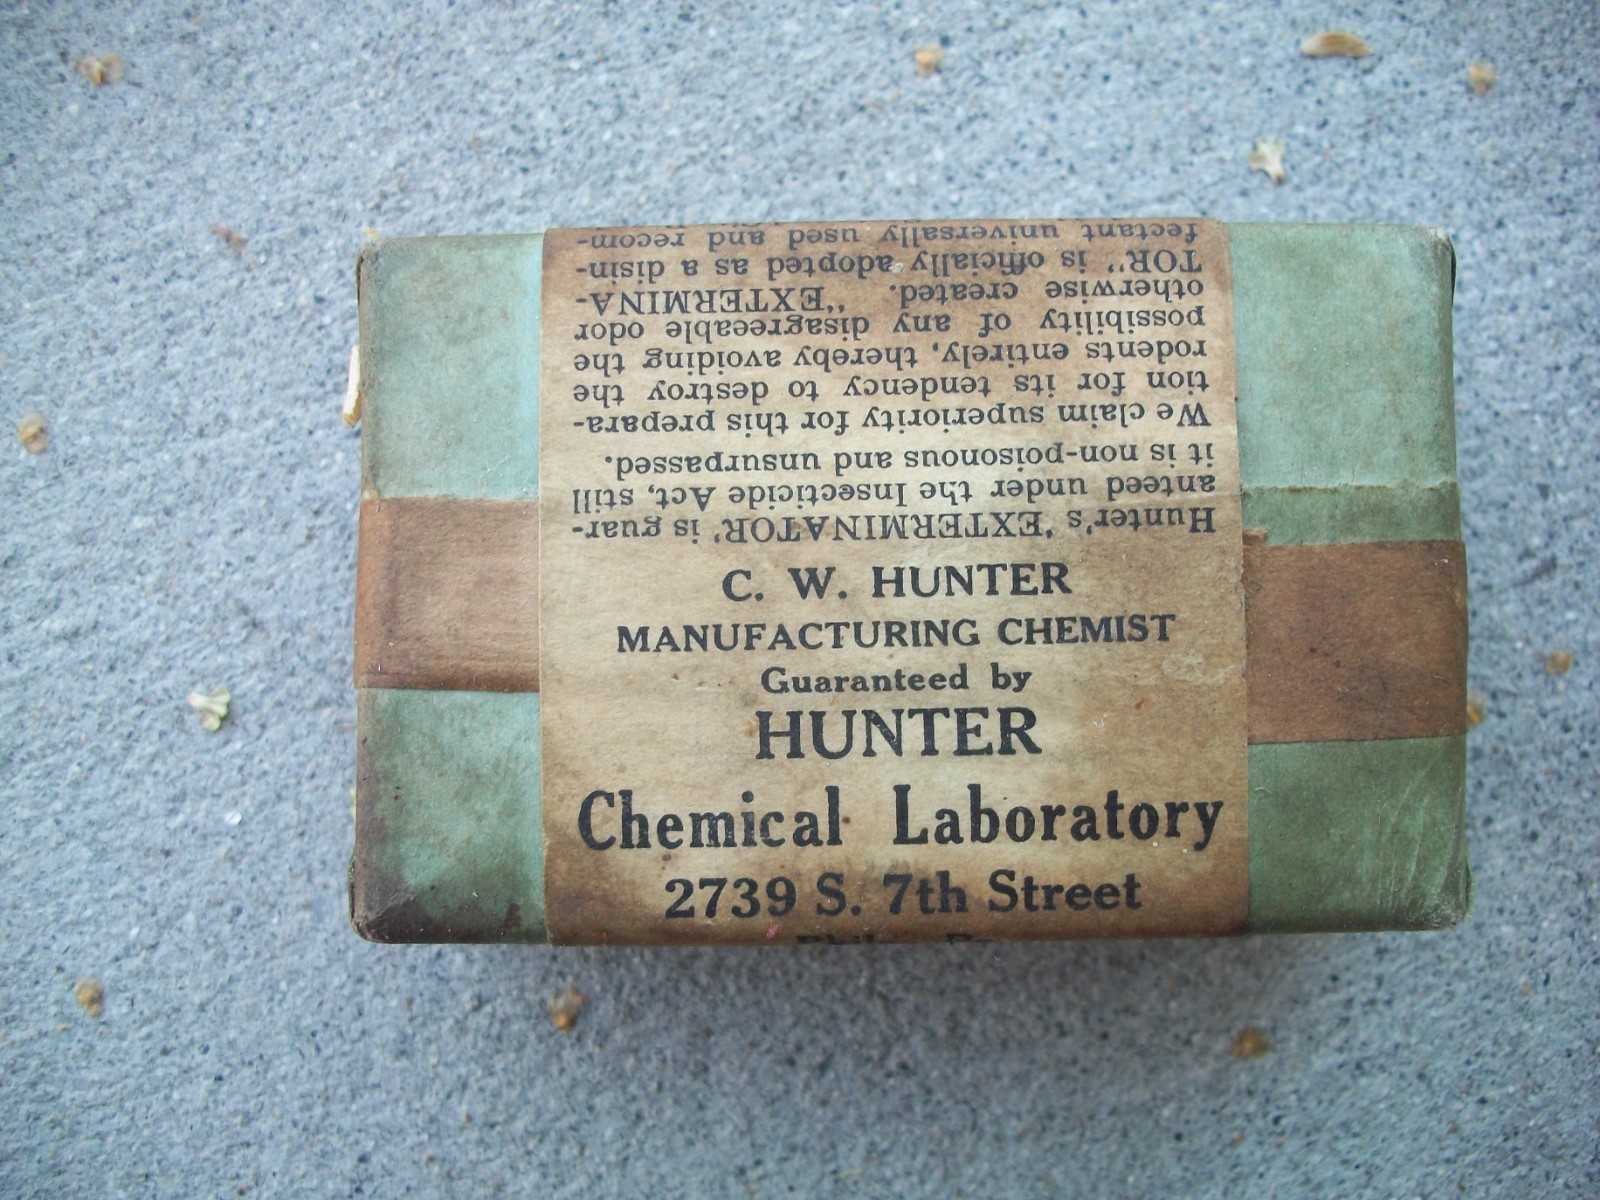 C. W. HUNTER
MANUFACTURING CHEMIST
Guaranteed by
HUNTER
Chemical Laboratory
2739 S. 7th Street
Hunter's 'EXTERMINATOR' is guar-
anteed under the Insecticide Act, still
it is non-poisonous and unsurpassed.
We claim superiority for this prepara-
tion for its tendency to destroy the
rodents entirely, thereby avoiding the
possibility of any disagreeable odor
otherwise created. "EXTERMINA-
TOR" is officially adopted as a disin-
fectant universally used and recom-